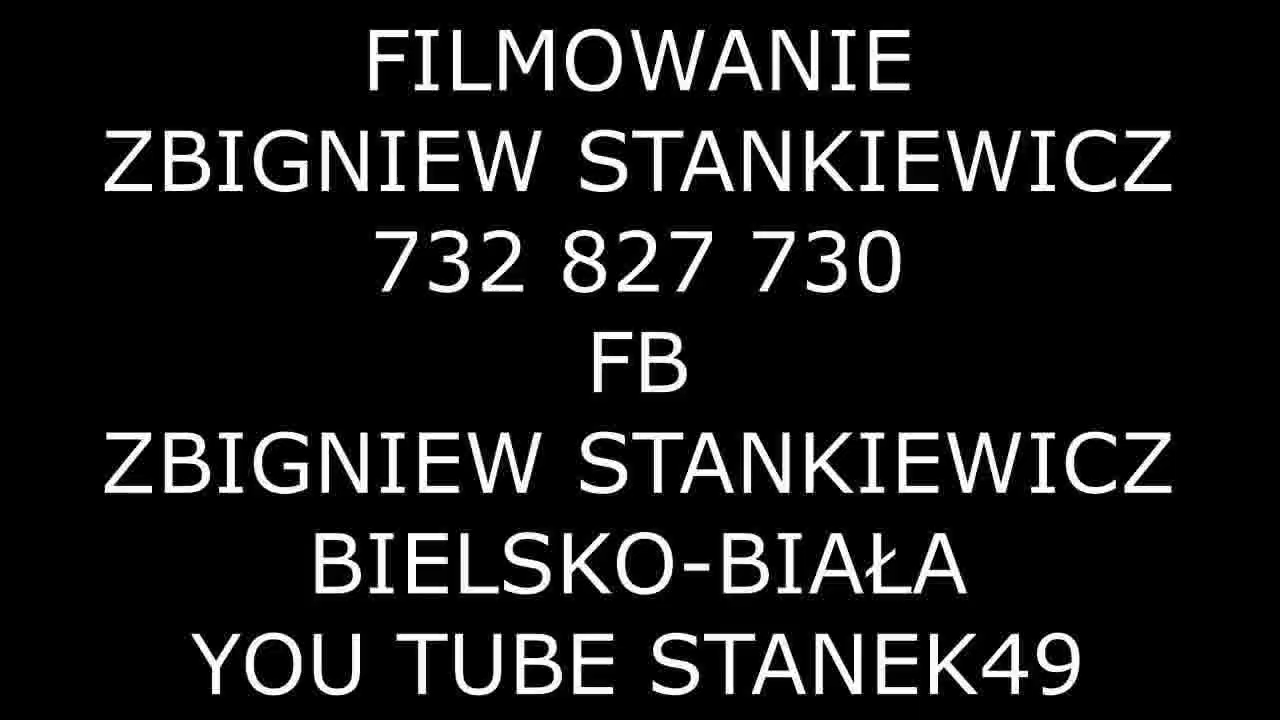 FILMOWANIE
ZBIGNIEW STANKIEWICZ
732 827 730
FB
ZBIGNIEW STANKIEWICZ
BIELSKO-BIAŁA
YOU TUBE STANEK49